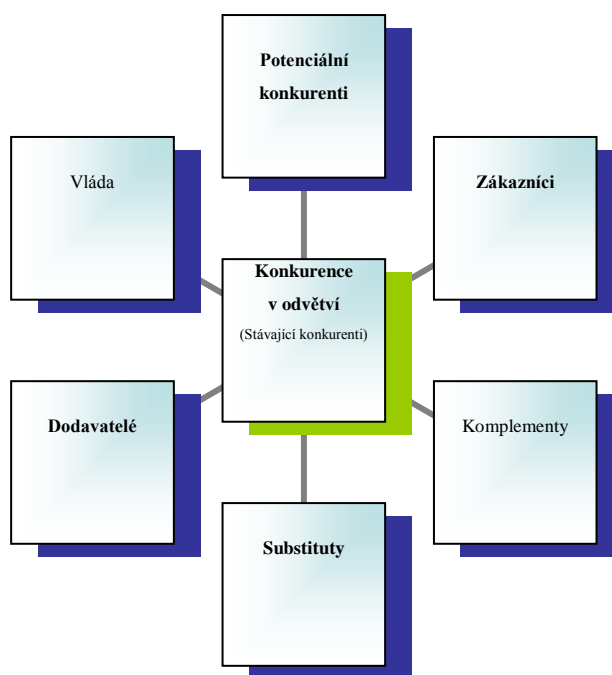 Potenciální
konkurenti
Vláda
Zákazníci
Konkurence
v odvětví
(Stávající konkurenti)
Dodavatelé
Komplementy
Substituty